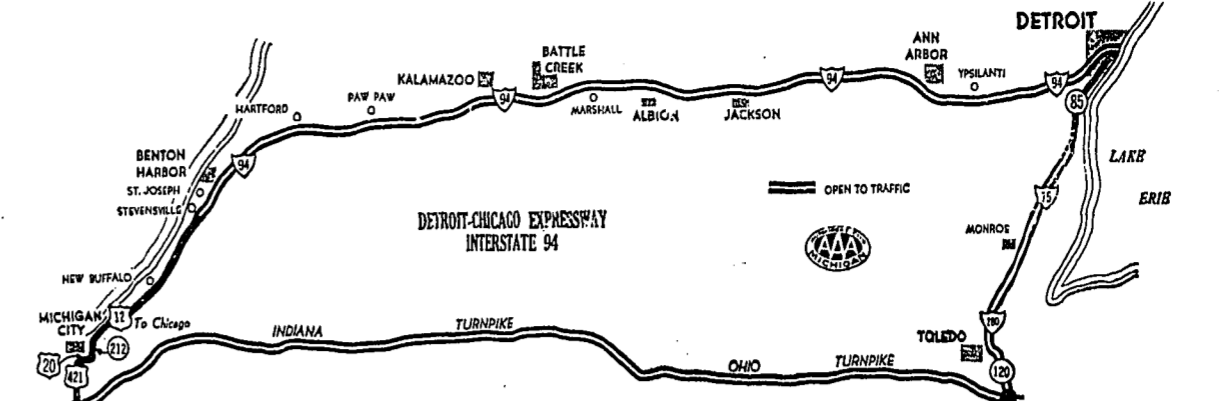 DETROIT
ANN
ARBOR
YPSILANTI
94
85
BATTLE
CREEK
KALAMAZOO
94
94
MARSHALL
ALBION
JACKSON
PAW PAW
HARTFORD
94
BENTON
HARBOR
ST. JOSEPH
STEVENSVILLE
LAKE
ERIE
OPEN TO TRAFFIC
75
DETROIT-CHICAGO EXPRESSWAY
INTERSTATE 94
AAA
MICHIGAN
MONROE
NEW BUFFALO
MICHIGAN
CITY
12
To Chicago
212
20
421
INDIANA
TURNPIKE
OHIO
TURNPIKE
TOLEDO
280
120